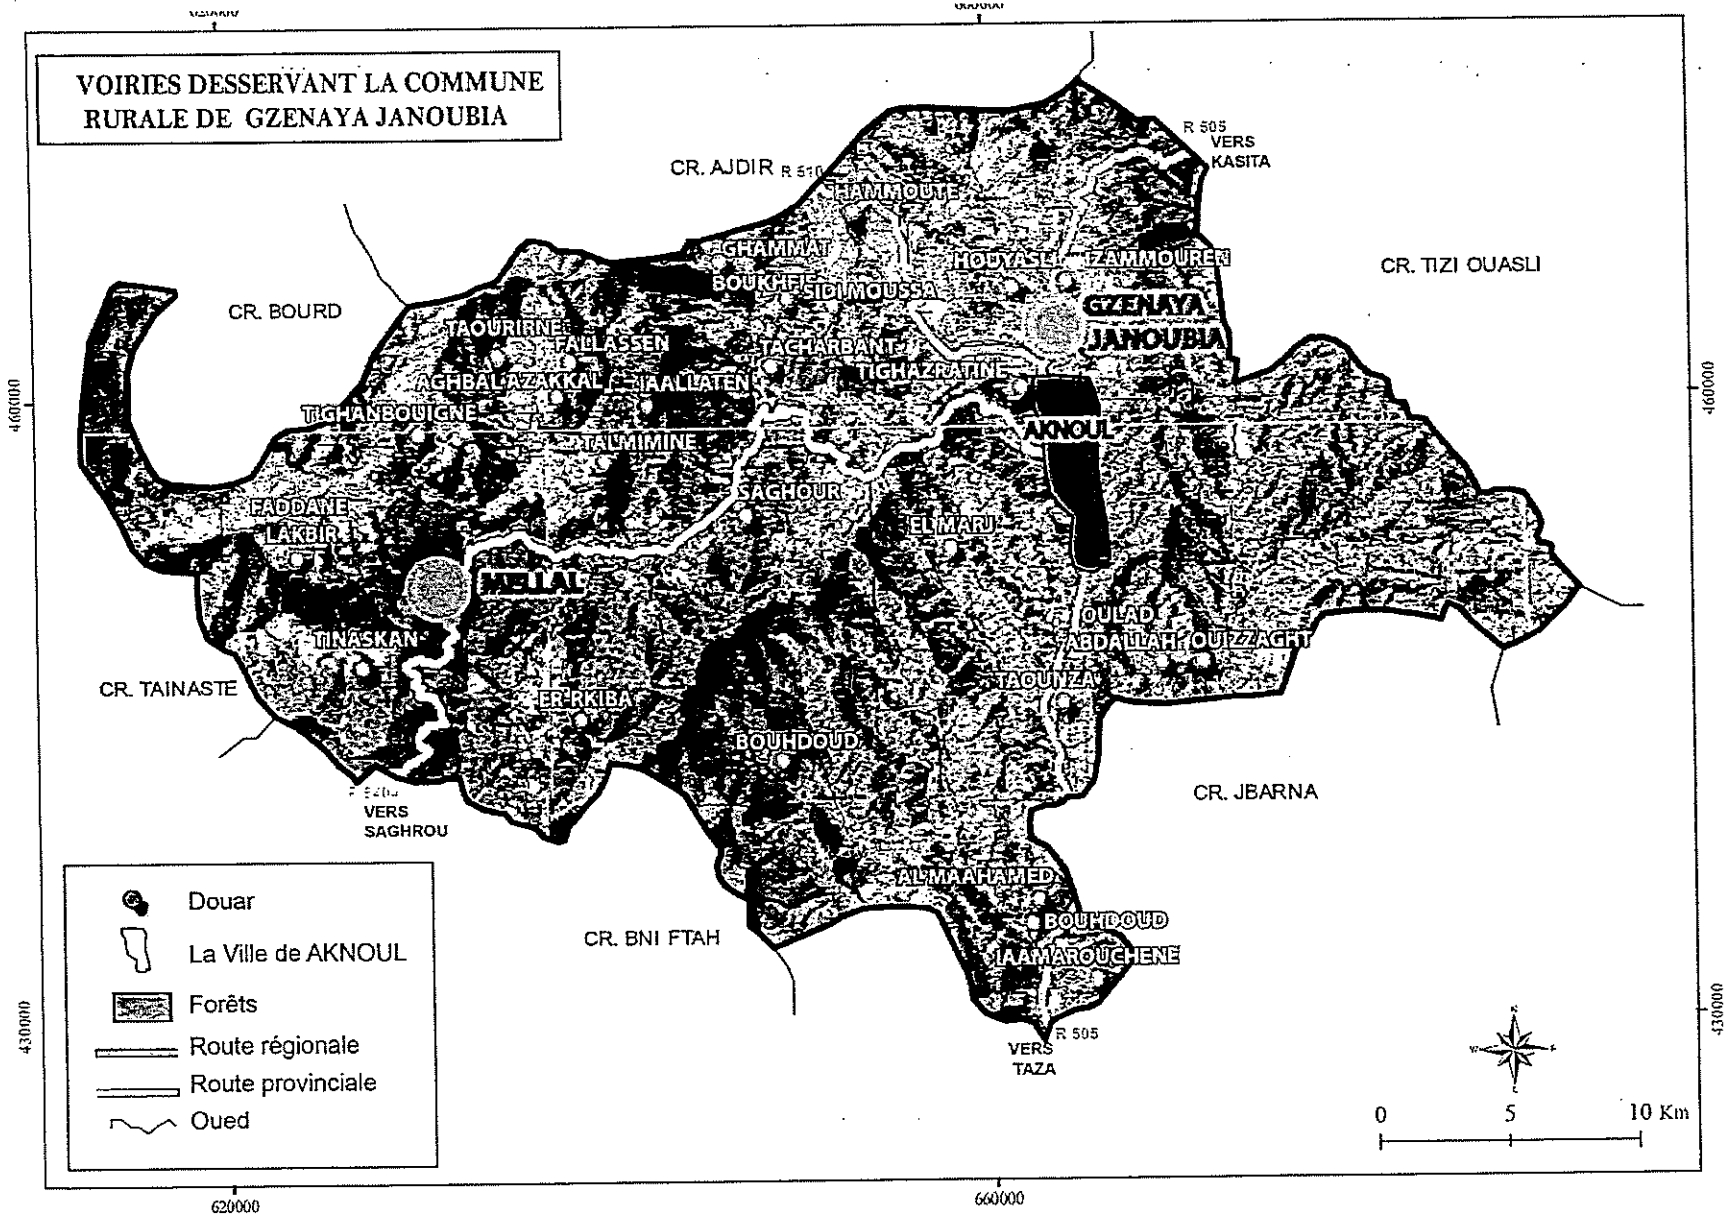 VOIRIES DESSERVANT LA COMMUNE
RURALE DE GZENAYA JANOUBIA
R 505
VERS
KASITA
CR. AJDIR
R 510
HAMMOUTE
GHAMMAT
HOUYASLI
IZAMMOUREN
CR. TIZI OUASLI
BOUKHF
SIDI MOUSSA
CR. BOURD
GZENAYA
JANOUBIA
TAOURIRNE
FALLASSEN
TACHARBANT
AGHBAL AZAKKAL
IAALLATEN
TIGHAZRATINE
460000
460000
TIGHANBOUIGNE
AKNOUL
TALMIMINE
SAGHOUR
FADDANE
LAKBIR
EL MARJ
MELLAL
OULAD
ABDALLAH
OUIZZAGHT
TINASKAN
CR. TAINASTE
TAOUNZA
ER-RKIBA
BOUHDOUD
CR. JBARNA
VERS
SAGHROU
AL MAAHAMED
BOUHDOUD
CR. BNI FTAH
IAAMAROUCHENE
R 505
VERS
TAZA
430000
430000
Douar
La Ville de AKNOUL
Forêts
Route régionale
Route provinciale
Oued
0 5 10 Km
620000
660000